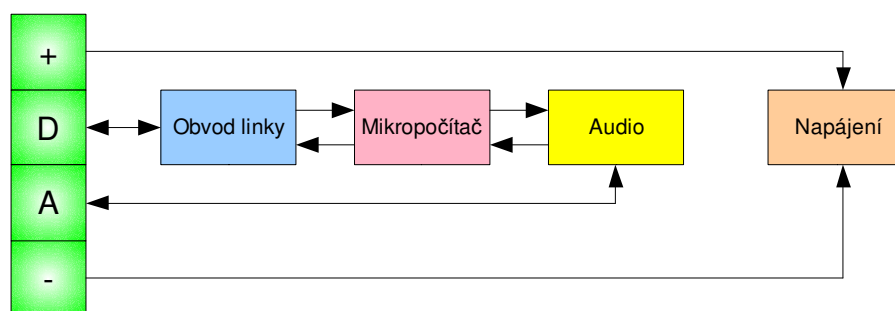 +
D
Obvod linky
Mikropočítač
Audio
Napájení
A
-